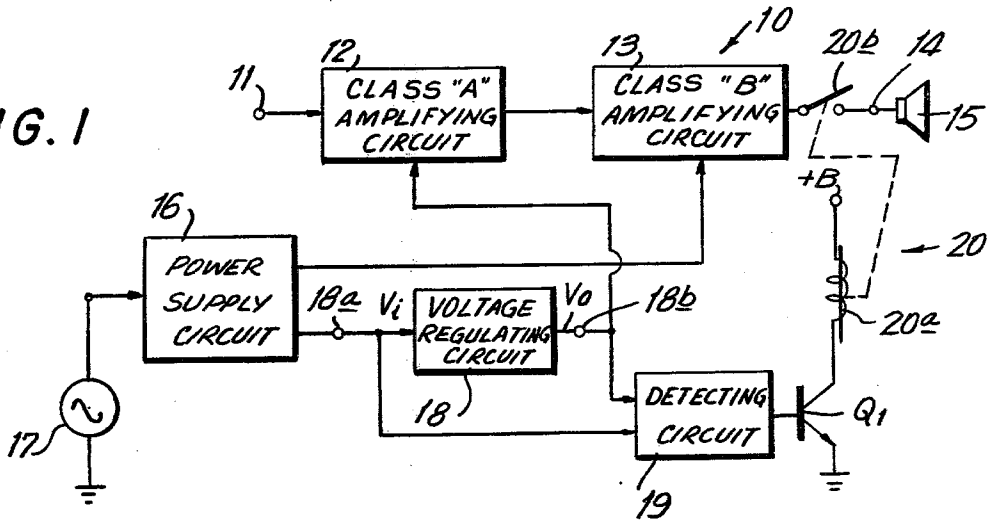 10
12
13
20b
14
11
CLASS "A"
AMPLIFYING
CIRCUIT
CLASS "B"
AMPLIFYING
CIRCUIT
15
IG. 1
+B
16
20
POWER
SUPPLY
CIRCUIT
18a
Vi
VOLTAGE
REGULATING
CIRCUIT
Vo
18b
20a
18
DETECTING
CIRCUIT
Q1
17
19